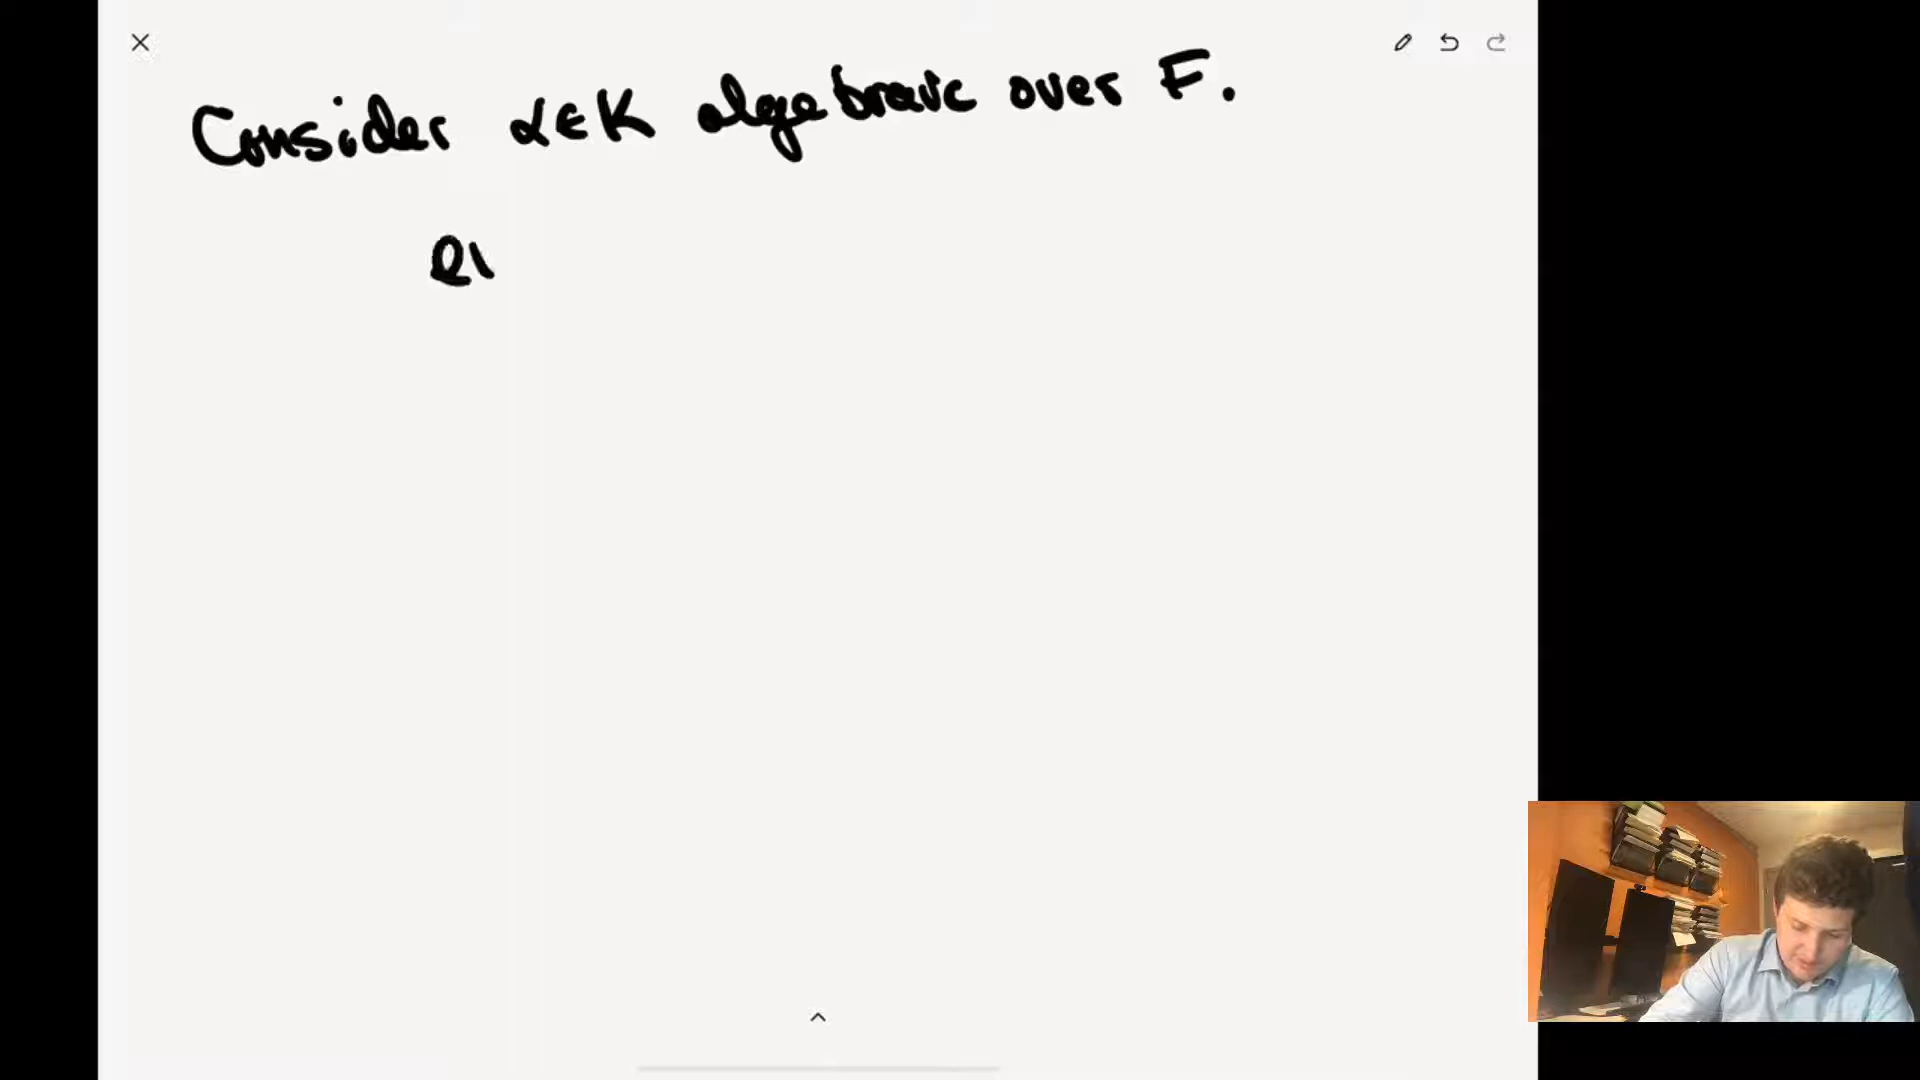 Consider α∈K algebraic over F.